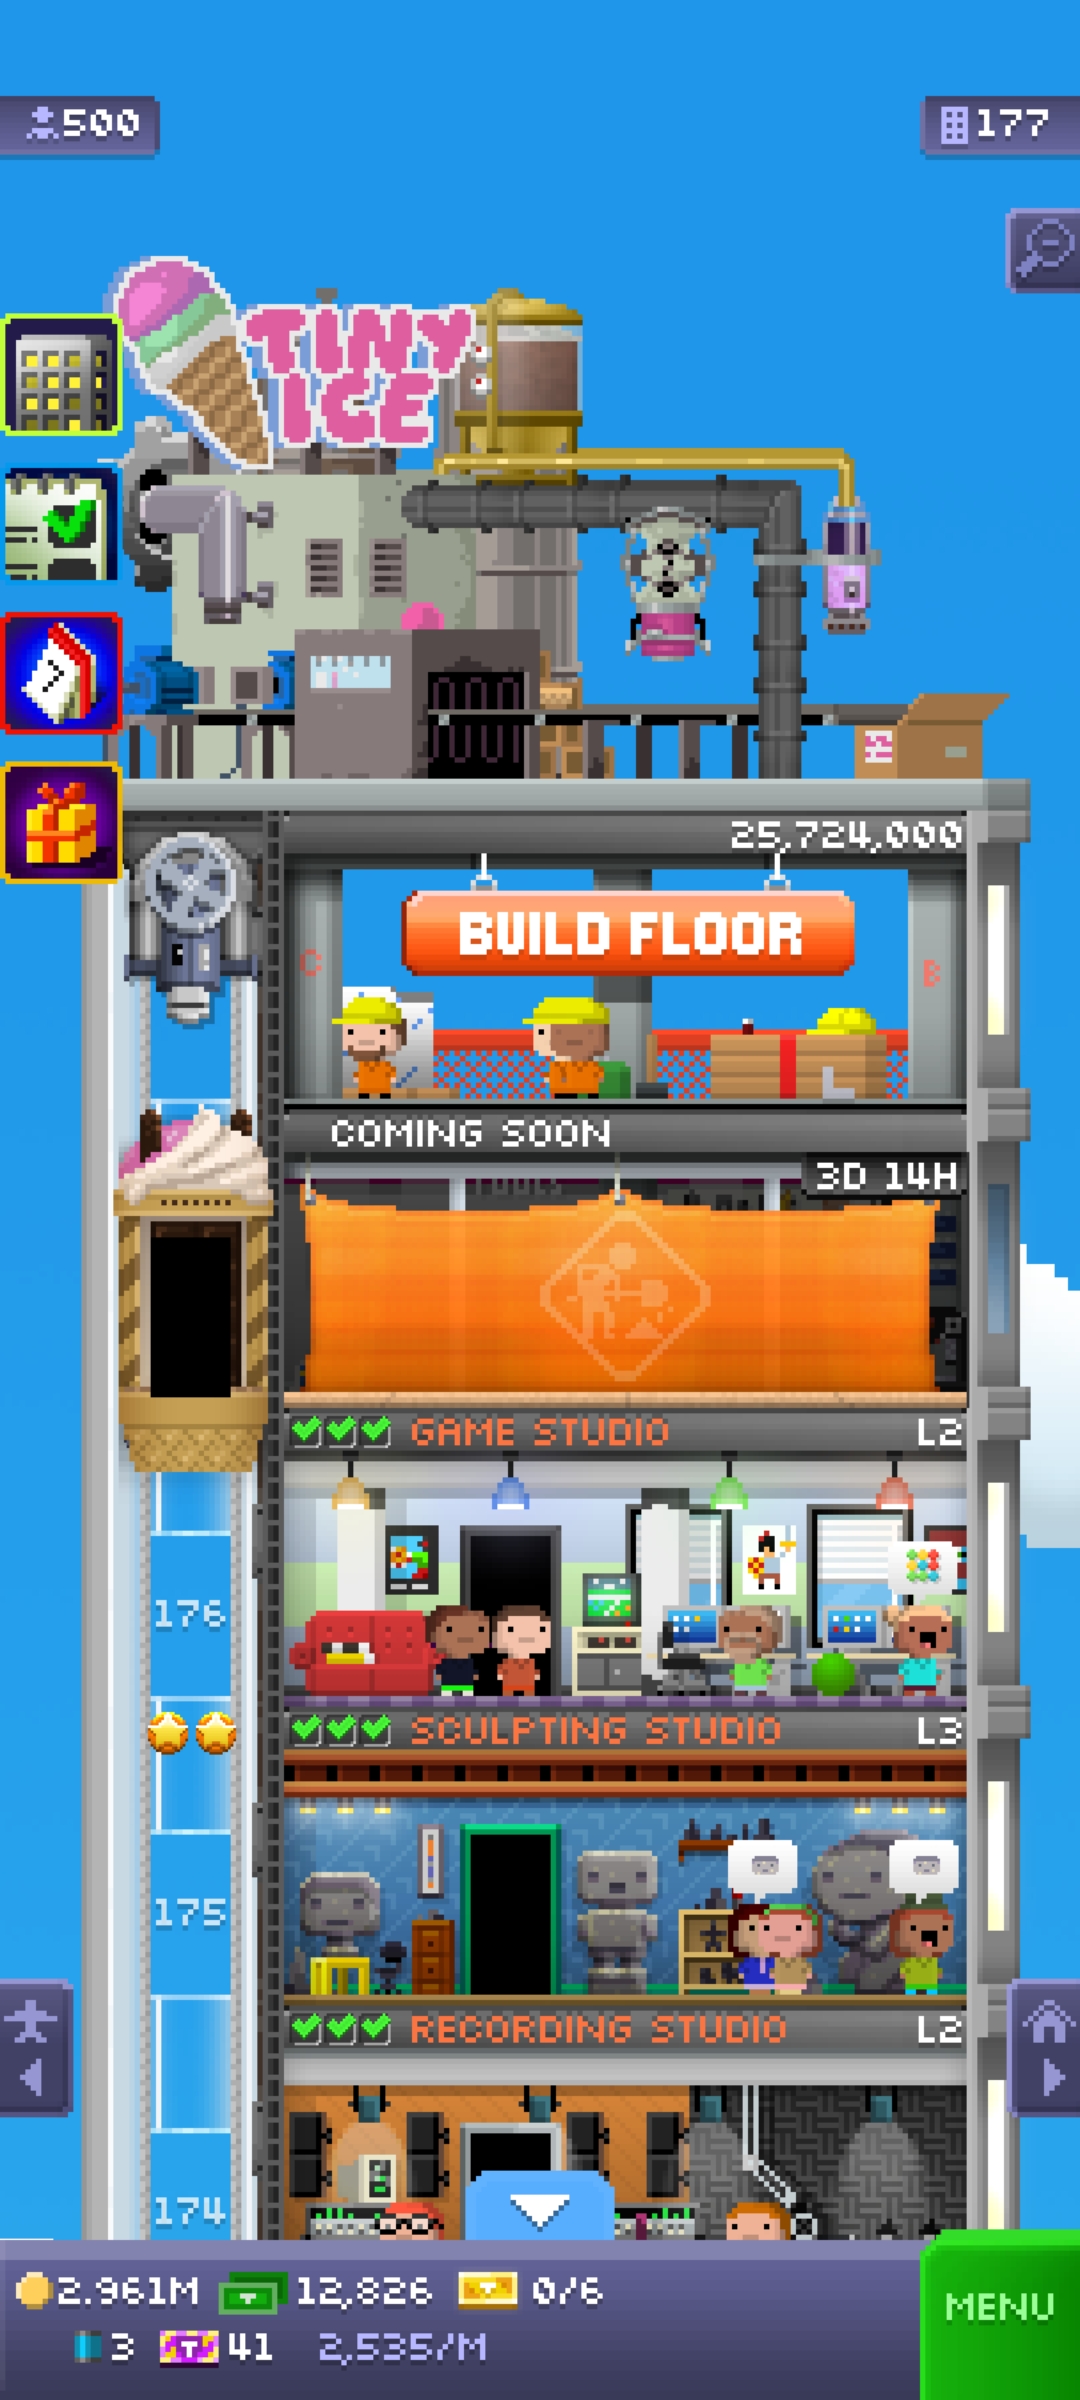 500
177
TINY
ICE
25,724,000
BUILD FLOOR
C
B
COMING SOON
3D 14H
GAME STUDIO L2
176
SCULPTING STUDIO L3
175
RECORDING STUDIO L2
174
2.961M 12,826 0/6
3 T 41 2,535/M
MENU